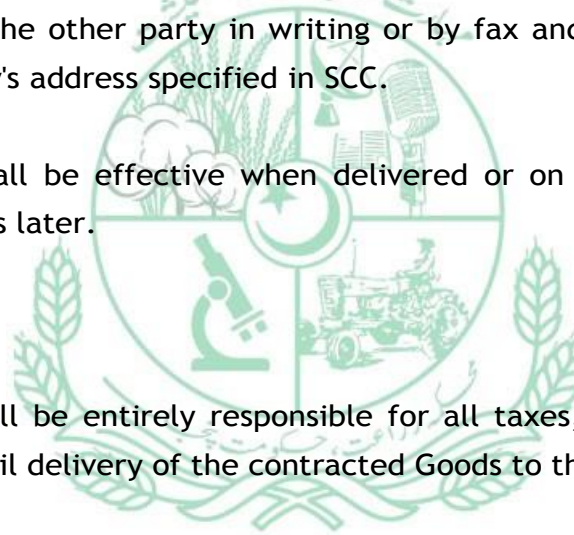 he other party in writing or by fax and
's address specified in SCC.
all be effective when delivered or on
s later.
ll be entirely responsible for all taxes,
il delivery of the contracted Goods to th